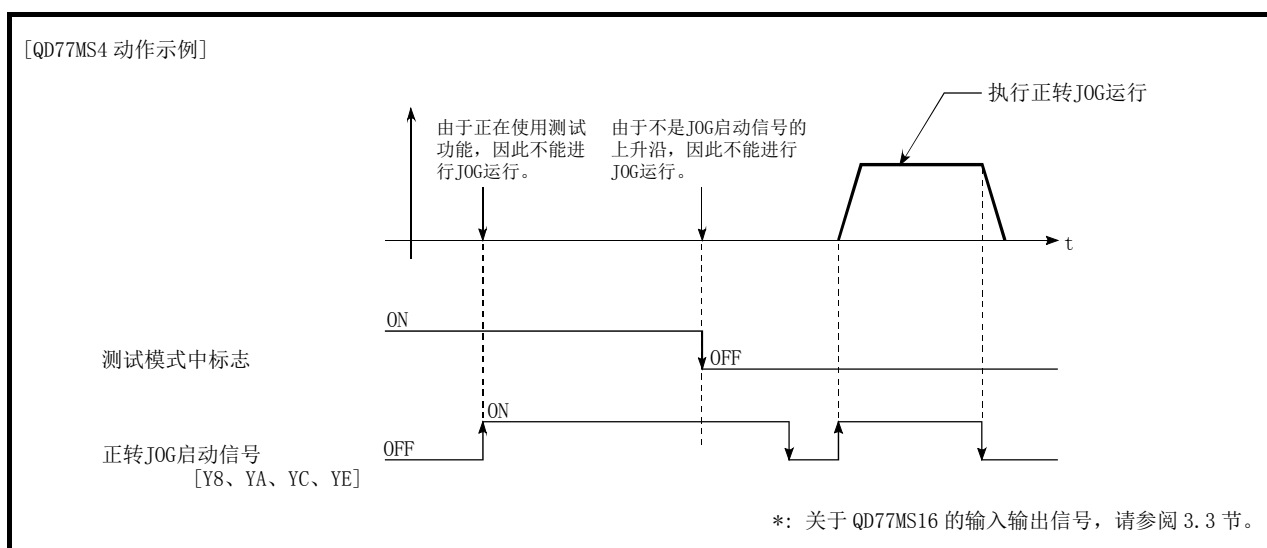 [QD77MS4 动作示例]
执行正转JOG运行
由于正在使用测试
功能，因此不能进
行JOG运行。
由于不是JOG启动信号的
上升沿，因此不能进行
JOG运行。
t
ON
测试模式中标志
OFF
ON
正转JOG启动信号
OFF
[Y8、YA、YC、YE]
*: 关于 QD77MS16 的输入输出信号，请参阅 3.3 节。